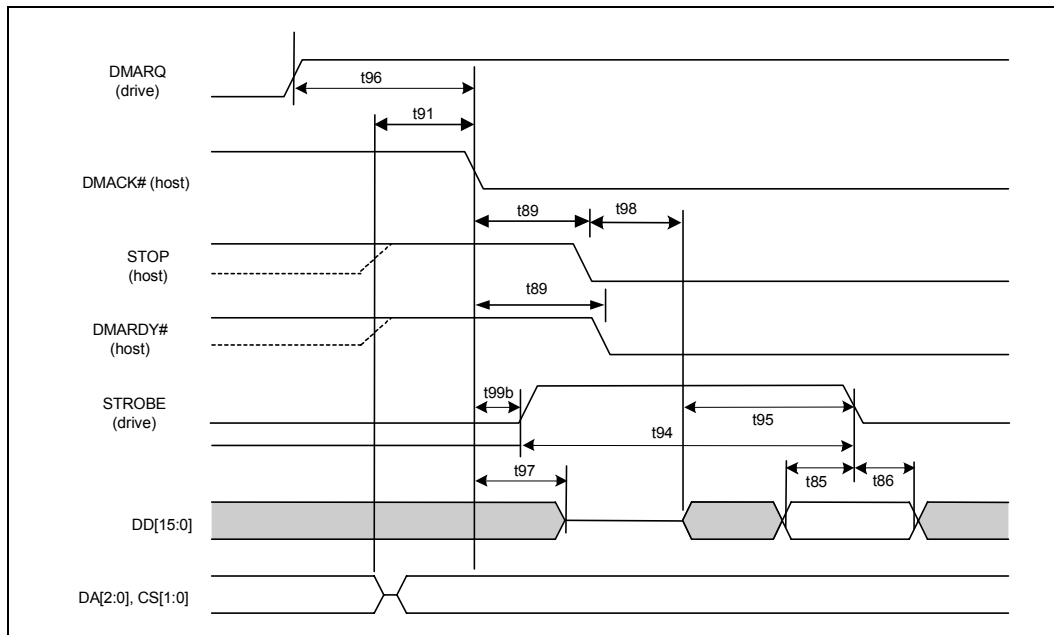 DMARQ
(drive)
t96
t91
DMACK# (host)
t89
t98
STOP
(host)
t89
DMARDY#
(host)
t99b
STROBE
(drive)
t95
t94
t97
t85
t86
DD[15:0]
DA[2:0], CS[1:0]